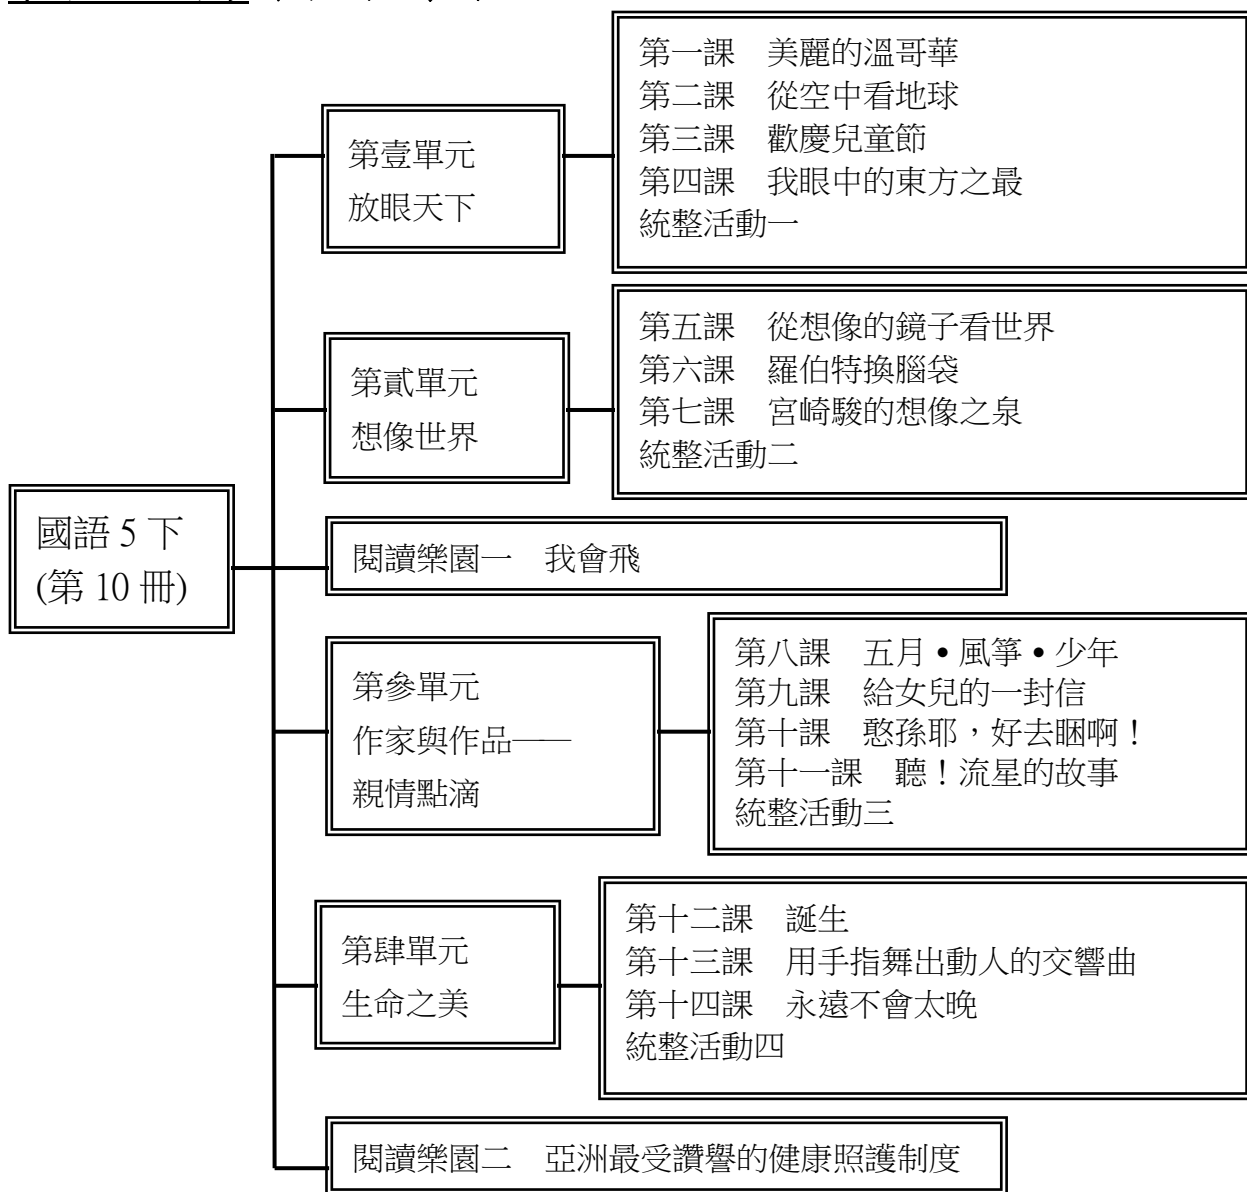 國語 5 下
(第 10 冊)
第壹單元
放眼天下
第一課　美麗的溫哥華
第二課　從空中看地球
第三課　歡慶兒童節
第四課　我眼中的東方之最
統整活動一
第貳單元
想像世界
第五課　從想像的鏡子看世界
第六課　羅伯特換腦袋
第七課　宮崎駿的想像之泉
統整活動二
閱讀樂園一　我會飛
第參單元
作家與作品——
親情點滴
第八課　五月•風箏•少年
第九課　給女兒的一封信
第十課　憨孫耶，好去睏啊！
第十一課　聽！流星的故事
統整活動三
第肆單元
生命之美
第十二課　誕生
第十三課　用手指舞出動人的交響曲
第十四課　永遠不會太晚
統整活動四
閱讀樂園二　亞洲最受讚譽的健康照護制度